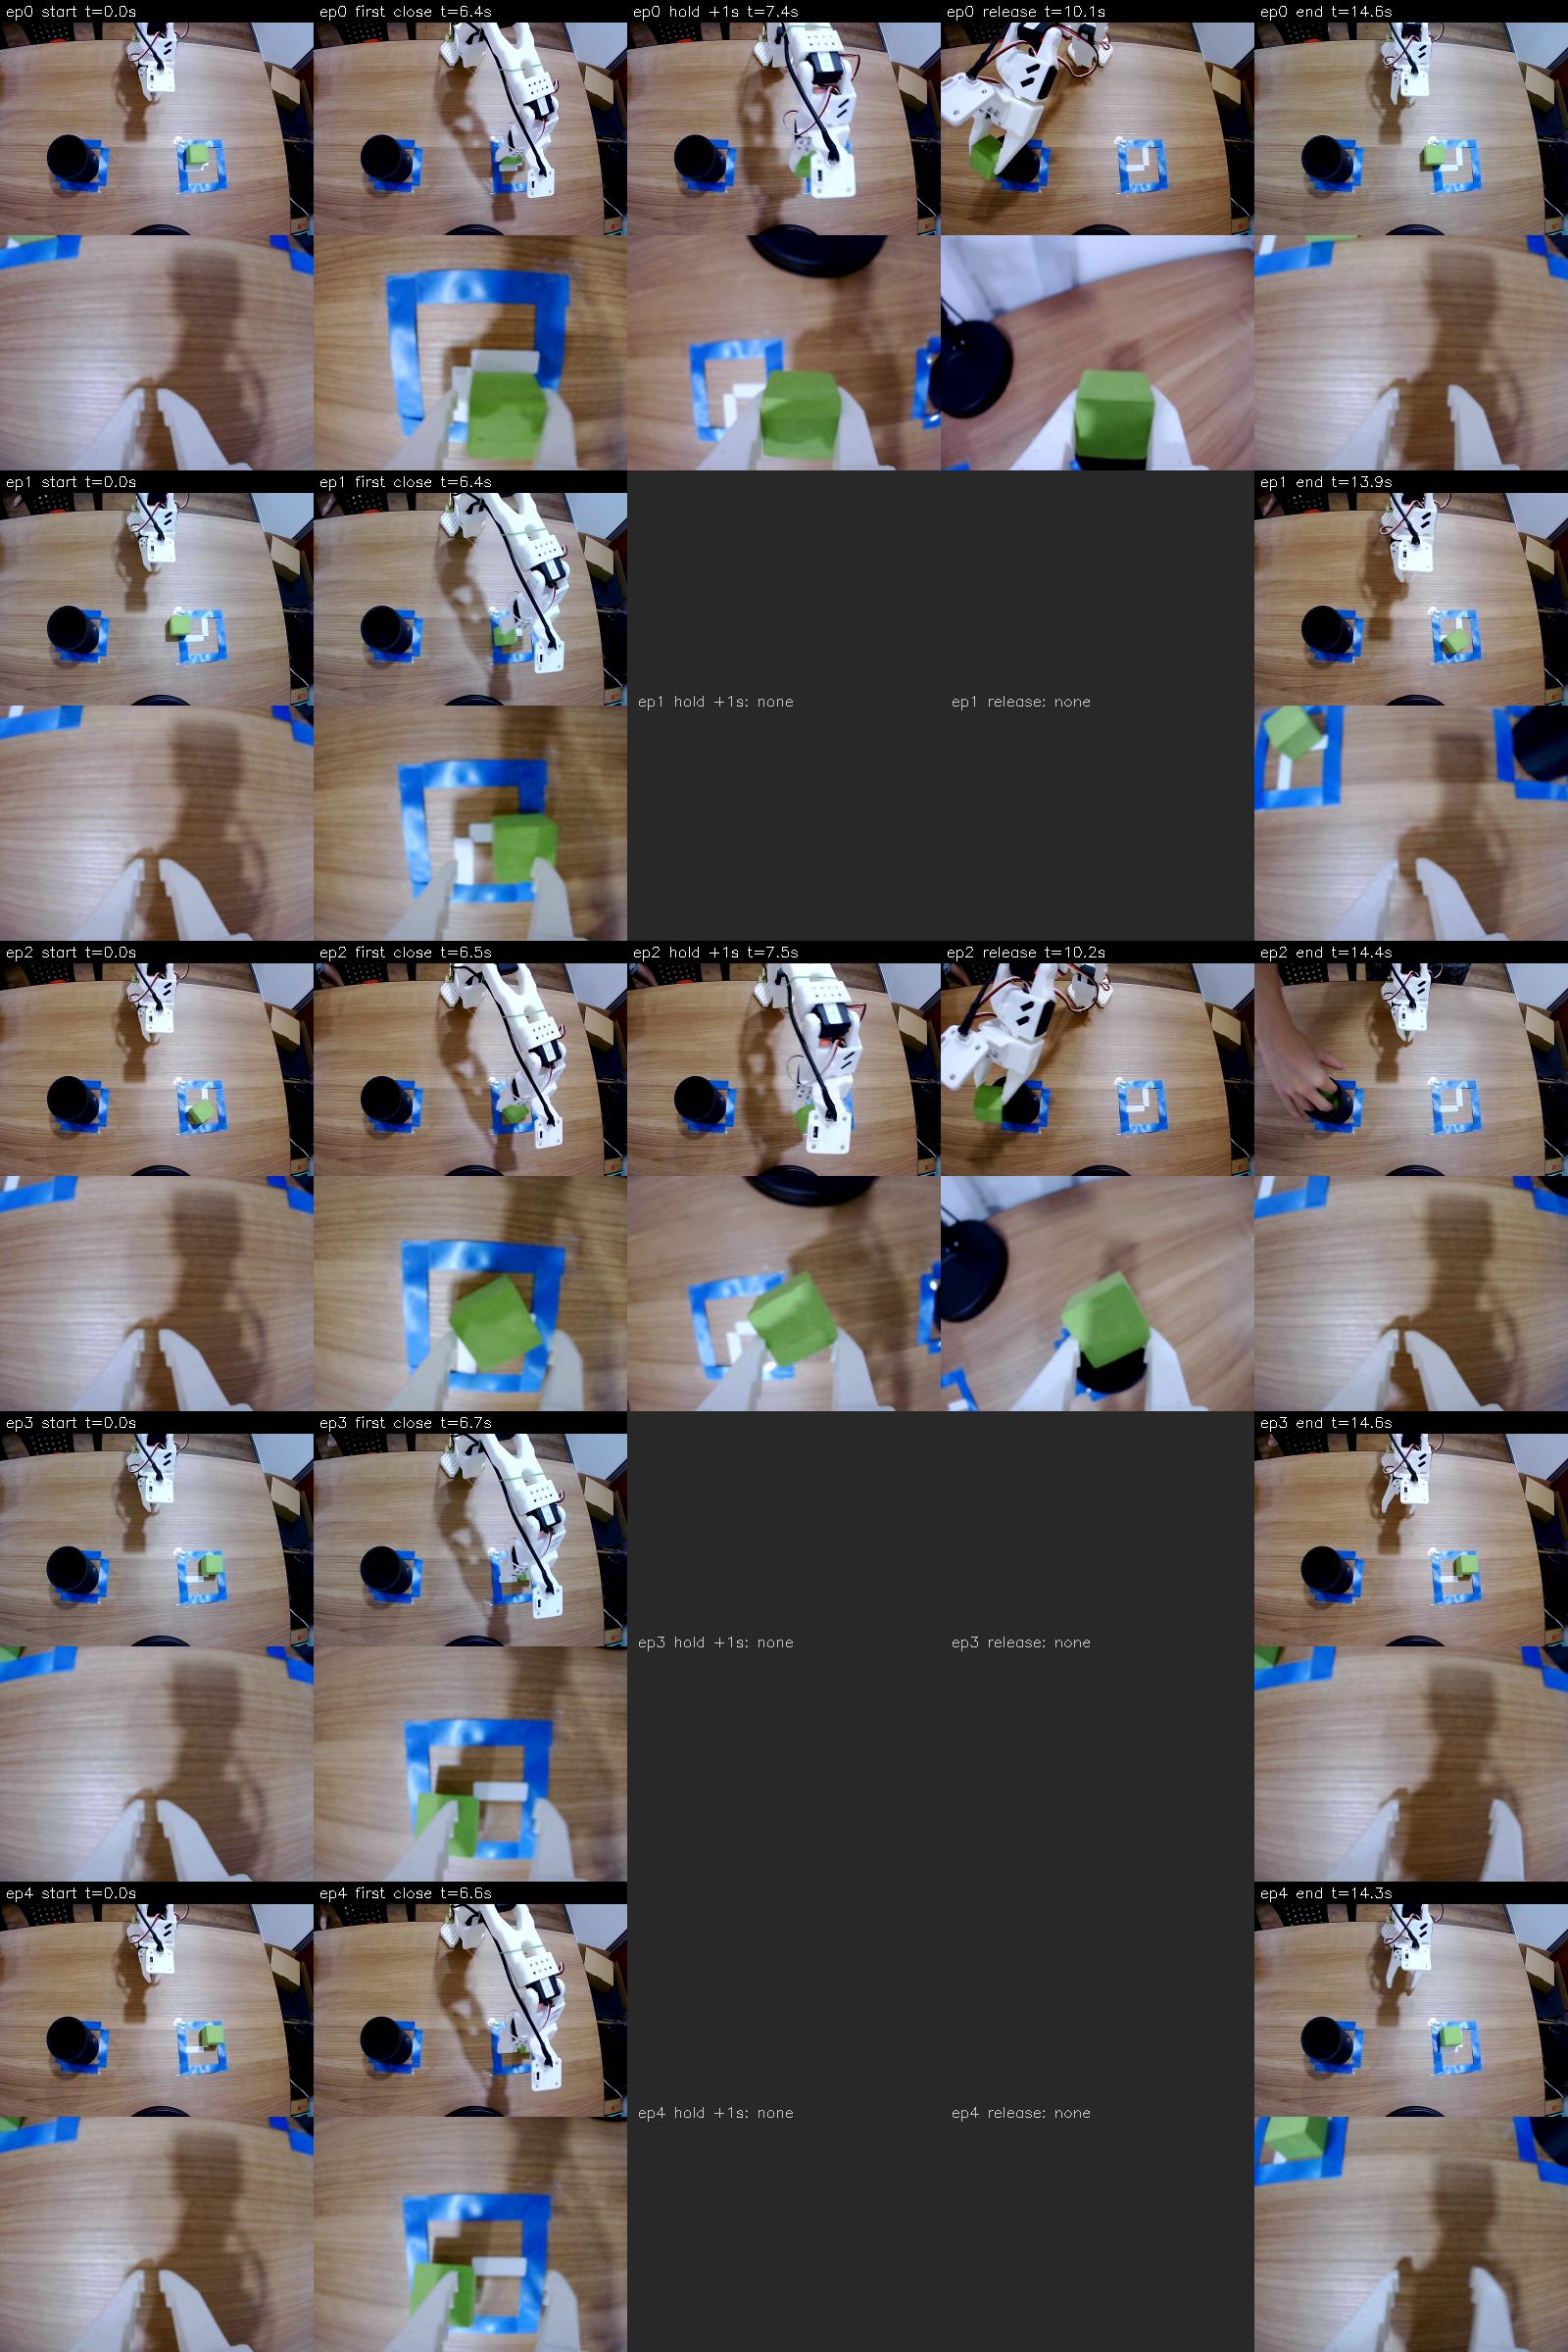 ep0 start t=0.0s
ep0 first close t=6.4s
ep0 hold +1s t=7.4s
ep0 release t=10.1s
ep0 end t=14.6s
ep1 start t=0.0s
ep1 first close t=6.4s
ep1 end t=13.9s
ep1 hold +1s: none
ep1 release: none
ep2 start t=0.0s
ep2 first close t=6.5s
ep2 hold +1s t=7.5s
ep2 release t=10.2s
ep2 end t=14.4s
ep3 start t=0.0s
ep3 first close t=6.7s
ep3 end t=14.6s
ep3 hold +1s: none
ep3 release: none
ep4 start t=0.0s
ep4 first close t=6.6s
ep4 end t=14.3s
ep4 hold +1s: none
ep4 release: none